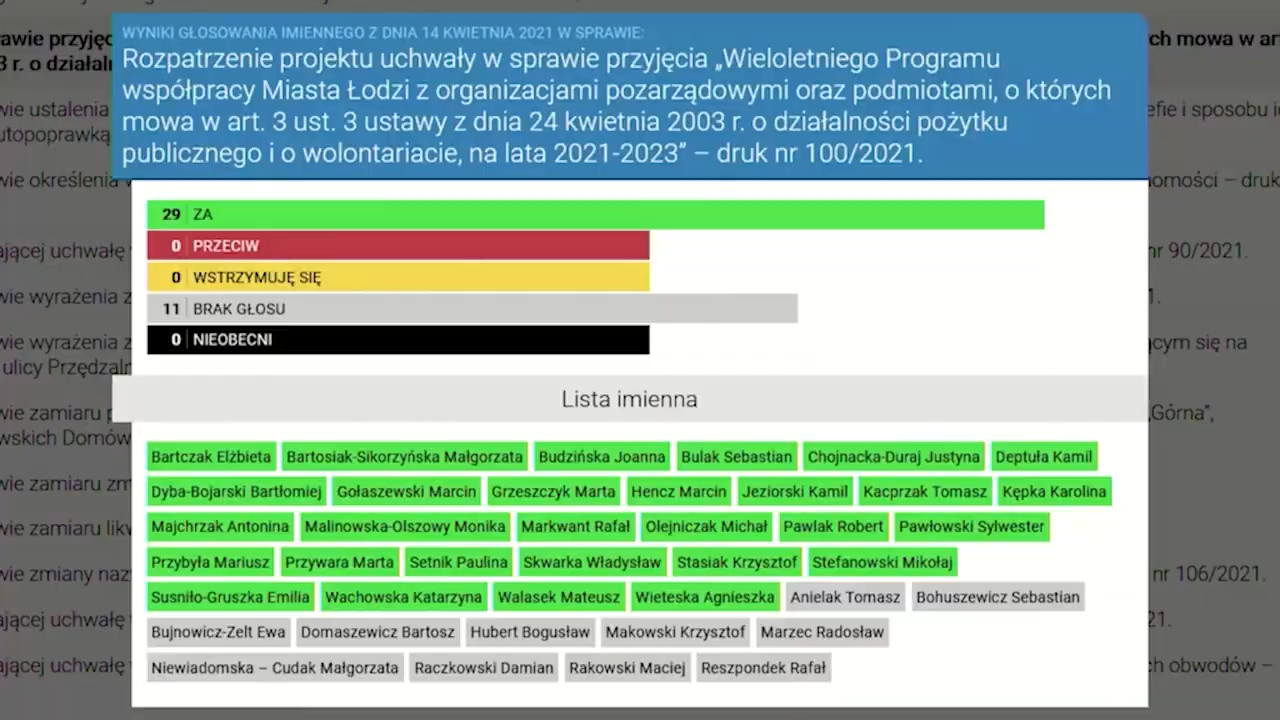 WYNIKI GŁOSOWANIA IMIENNEGO Z DNIA 14 KWIETNIA 2021 W SPRAWIE:
Rozpatrzenie projektu uchwały w sprawie przyjęcia „Wieloletniego Programu
współpracy Miasta Łodzi z organizacjami pozarządowymi oraz podmiotami, o których
mowa w art. 3 ust. 3 ustawy z dnia 24 kwietnia 2003 r. o działalności pożytku
publicznego i o wolontariacie, na lata 2021-2023” – druk nr 100/2021.
29 ZA
0 PRZECIW
0 WSTRZYMUJĘ SIĘ
11 BRAK GŁOSU
0 NIEOBECNI
Lista imienna
Bartczak Elżbieta Bartosiak-Sikorzyńska Małgorzata Budzińska Joanna Bulak Sebastian Chojnacka-Duraj Justyna Deptuła Kamil
Dyba-Bojarski Bartłomiej Gołaszewski Marcin Grzeszczyk Marta Hencz Marcin Jeziorski Kamil Kacprzak Tomasz Kępka Karolina
Majchrzak Antonina Malinowska-Olszowy Monika Markwant Rafał Olejniczak Michał Pawlak Robert Pawłowski Sylwester
Przybyła Mariusz Przywara Marta Setnik Paulina Skwarka Władysław Stasiak Krzysztof Stefanowski Mikołaj
Susniło-Gruszka Emilia Wachowska Katarzyna Walasek Mateusz Wieteska Agnieszka Anielak Tomasz Bohuszewicz Sebastian
Bujnowicz-Zelt Ewa Domaszewicz Bartosz Hubert Bogusław Makowski Krzysztof Marzec Radosław
Niewiadomska – Cudak Małgorzata Raczkowski Damian Rakowski Maciej Reszpondek Rafał